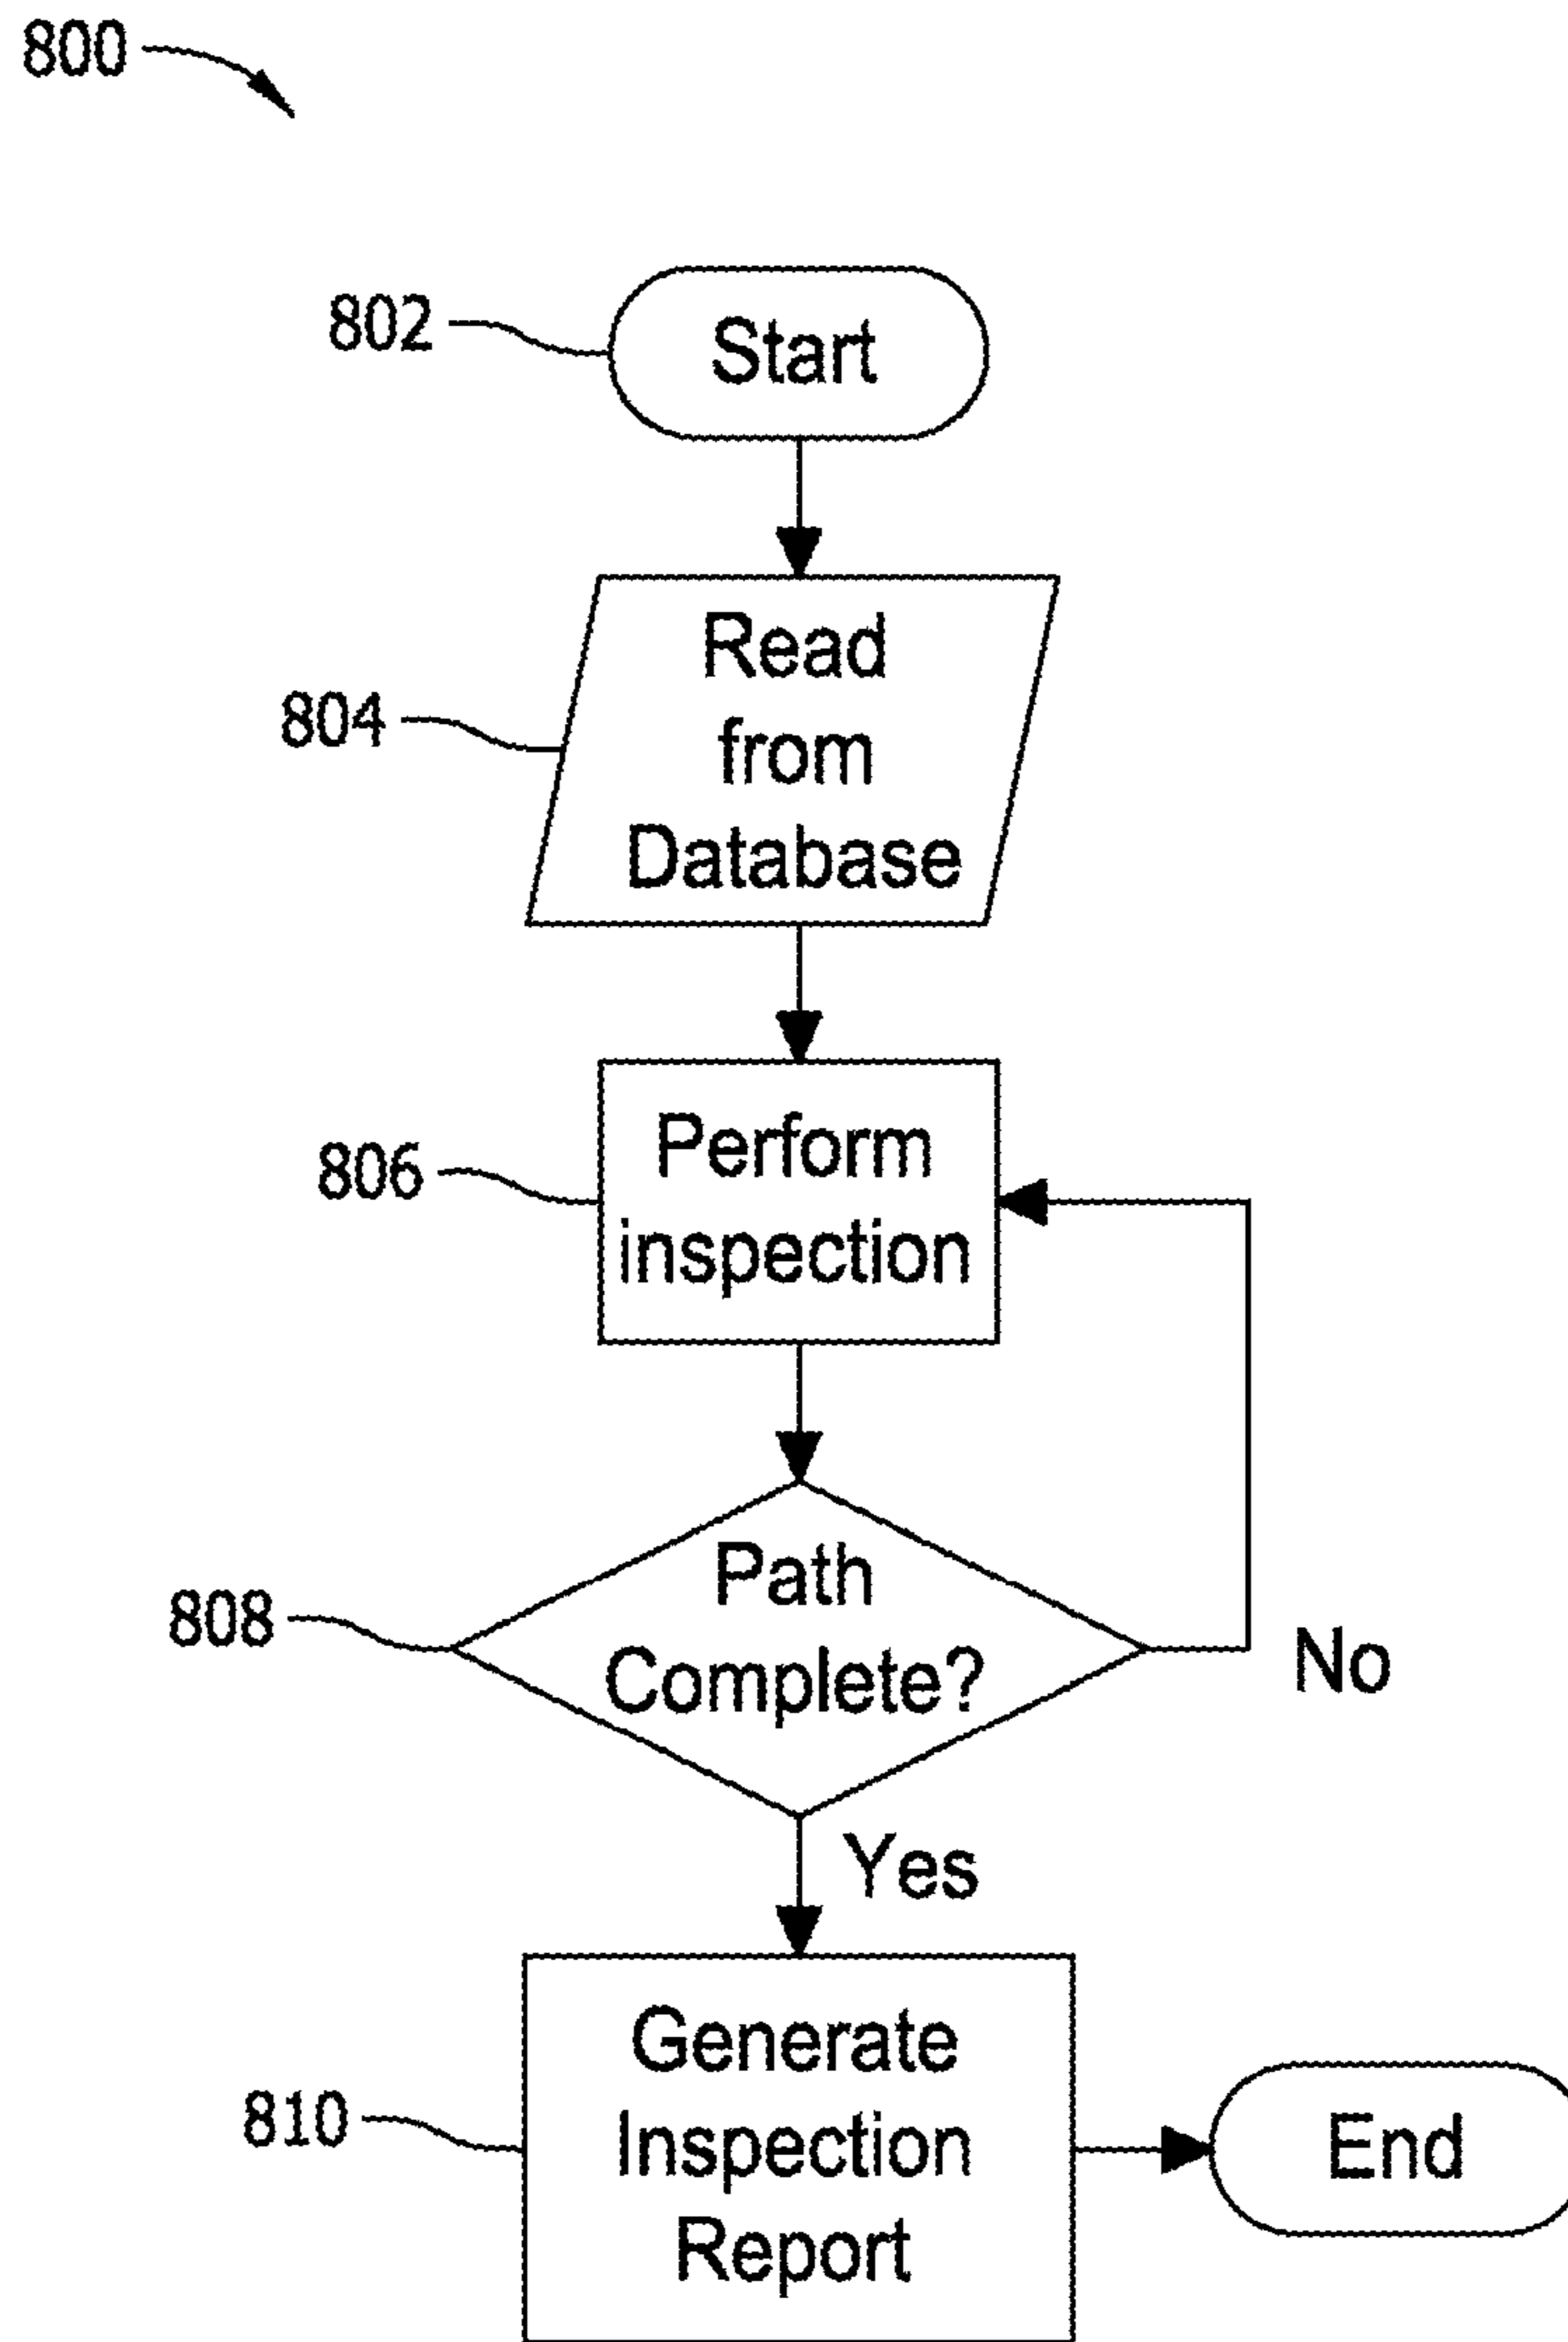 800
802
Start
804
Read
from
Database
806
Perform
inspection
808
Path
Complete?
No
Yes
810
Generate
Inspection
Report
End